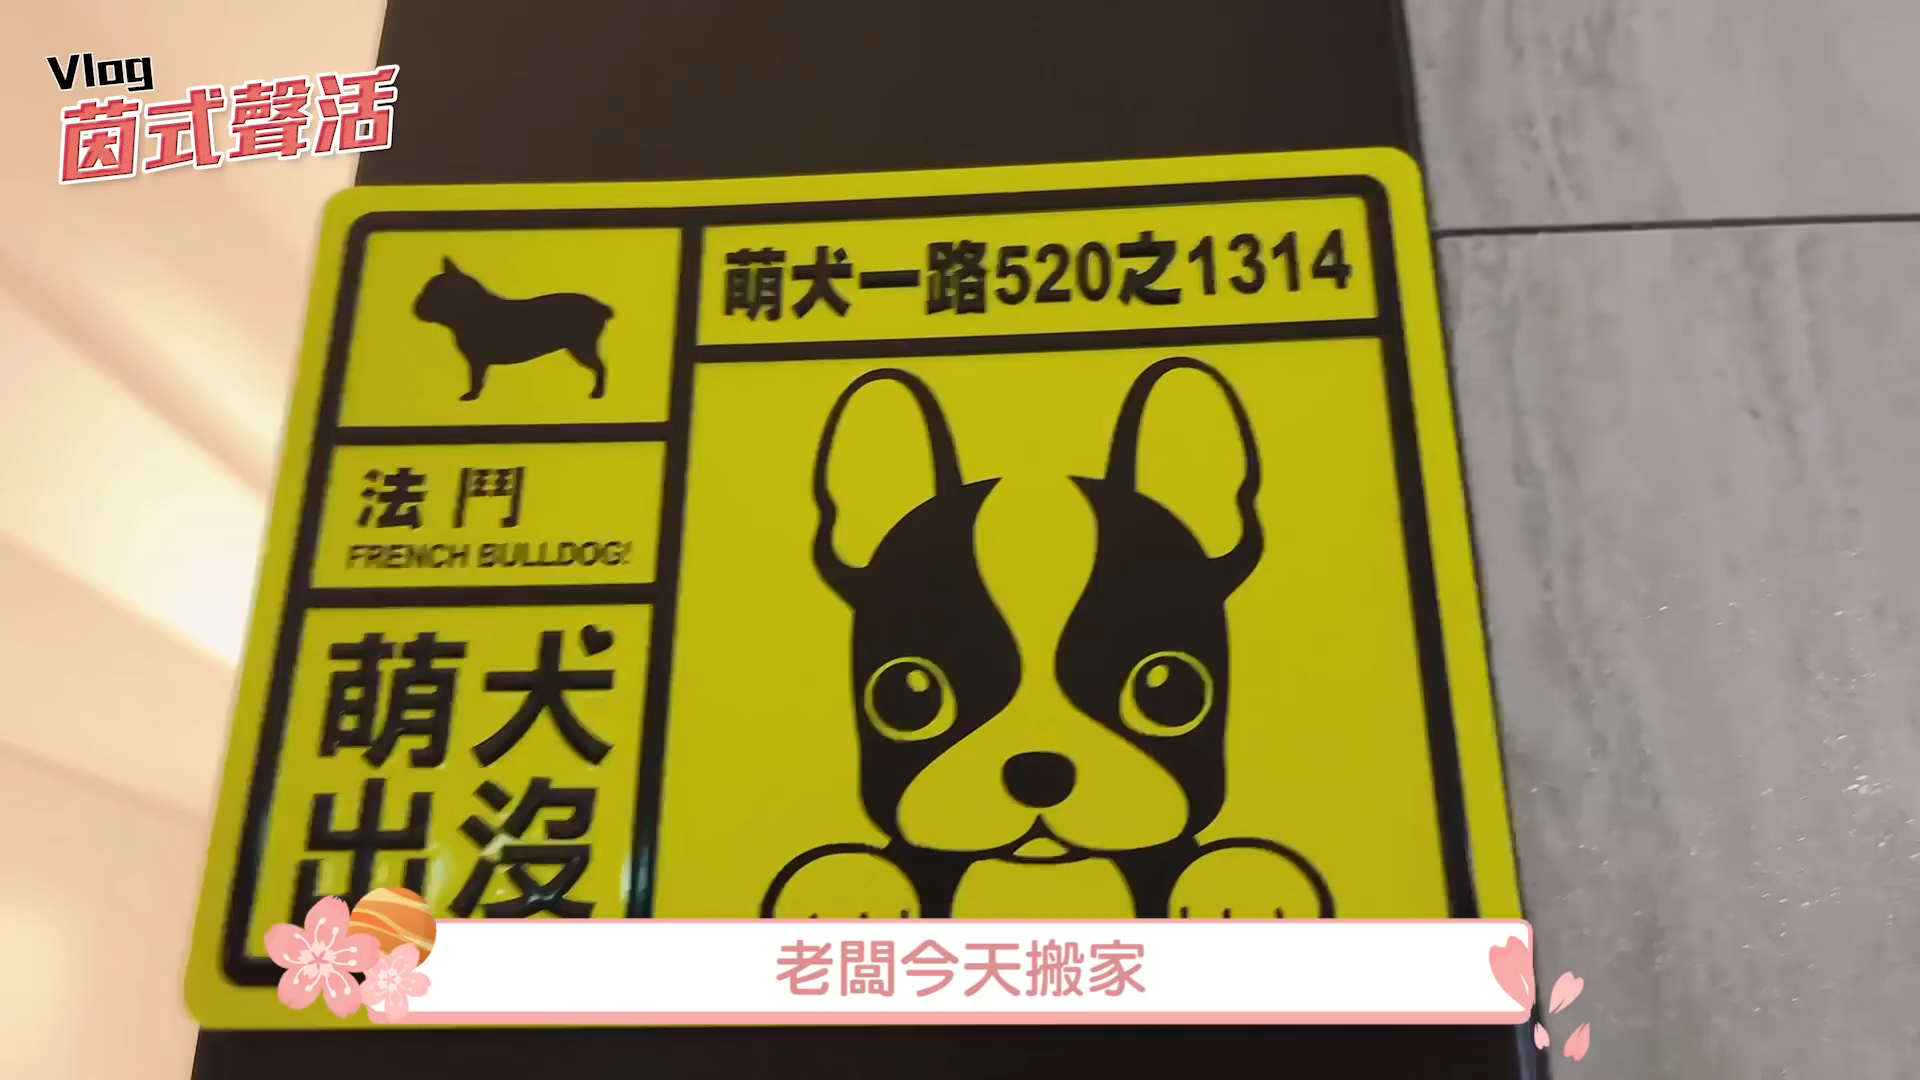 Vlog
茵式聲活
萌犬一路520之1314
法鬥
FRENCH BULLDOG!
萌犬
出沒
老闆今天搬家